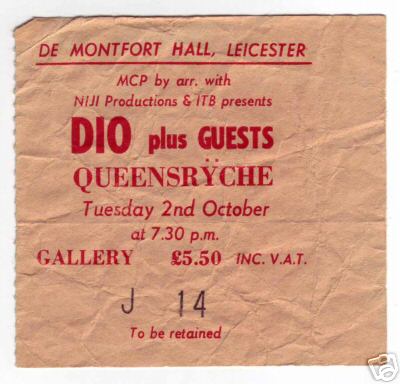 DE MONTFORT HALL, LEICESTER
MCP by arr. with
NIJI Productions & ITB presents
DIO plus GUESTS
QUEENSRŸCHE
Tuesday 2nd October
at 7.30 p.m.
GALLERY £5.50 INC. V.A.T.
J 14
To be retained